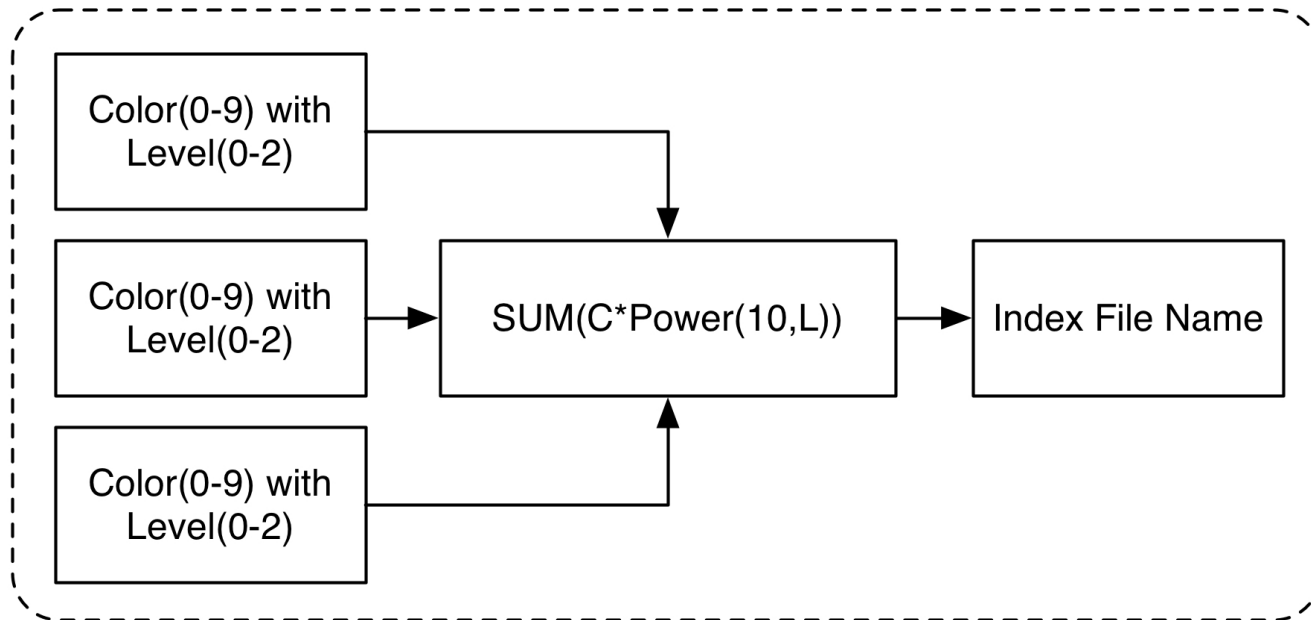 Color(0-9) with
Level(0-2)
Color(0-9) with
Level(0-2)
SUM(C*Power(10,L))
Index File Name
Color(0-9) with
Level(0-2)